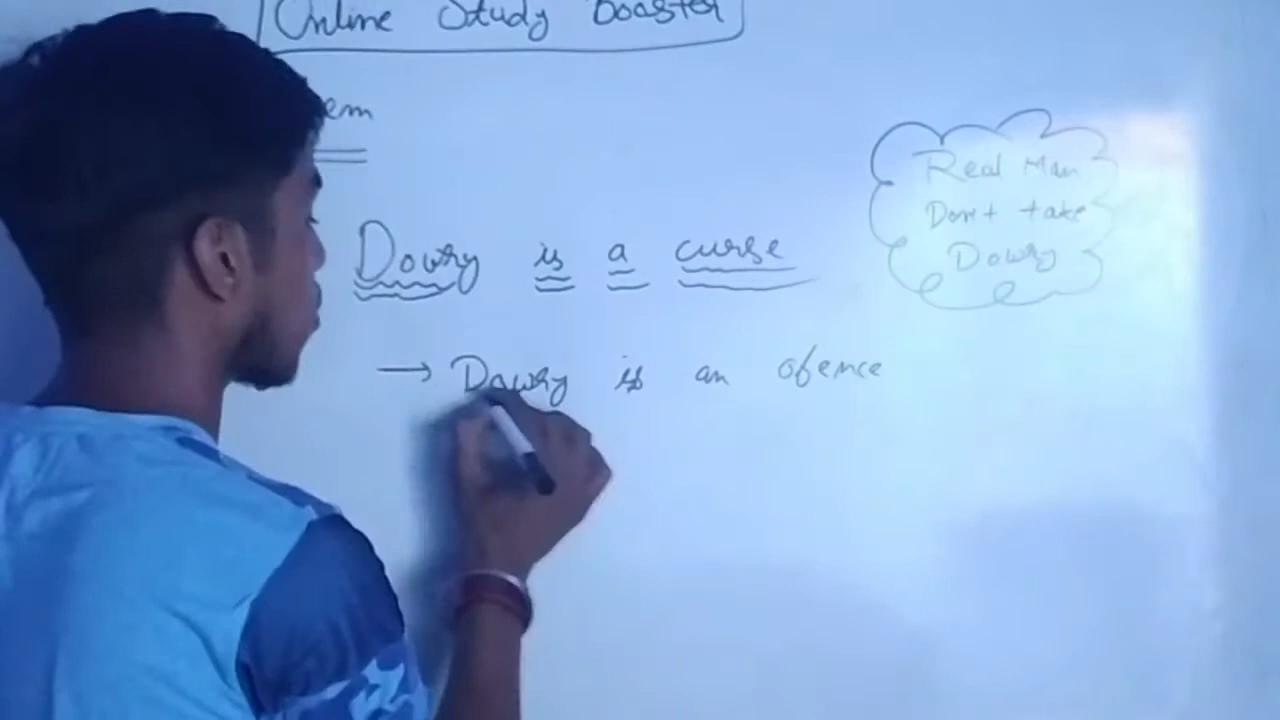 Online Study Booster
Dowry is a curse
→ Dowry is an ofence
Real Man
Don't take
Dowry